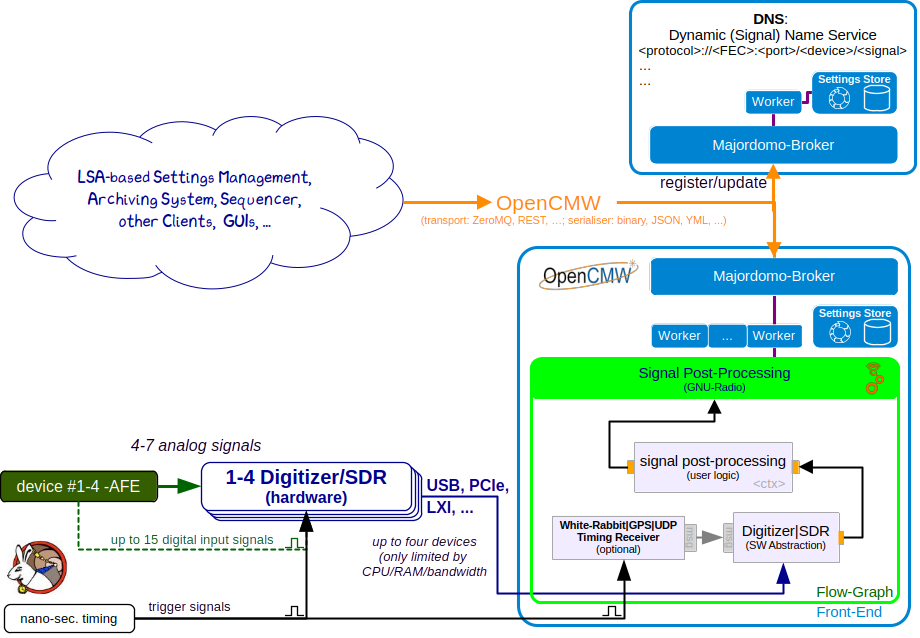 DNS:
Dynamic (Signal) Name Service
<protocol>://<FEC>:<port>/<device>/<signal>
...
...
Settings Store
Worker
Majordomo-Broker
register/update
LSA-based Settings Management,
Archiving System, Sequencer,
other Clients, GUIs, ...
OpenCMW
(transport: ZeroMQ, REST, ...; serialiser: binary, JSON, YML, ...)
OpenCMW
Majordomo-Broker
Settings Store
Worker
...
Worker
Signal Post-Processing
(GNU-Radio)
4-7 analog signals
device #1-4 -AFE
1-4 Digitizer/SDR
(hardware)
USB, PCIe,
LXI, ...
signal post-processing
(user logic)
<ctx>
up to 15 digital input signals
up to four devices
(only limited by
CPU/RAM/bandwidth
White-Rabbit|GPS|UDP
Timing Receiver
(optional)
msg
msg
Digitizer|SDR
(SW Abstraction)
Flow-Graph
Front-End
trigger signals
nano-sec. timing